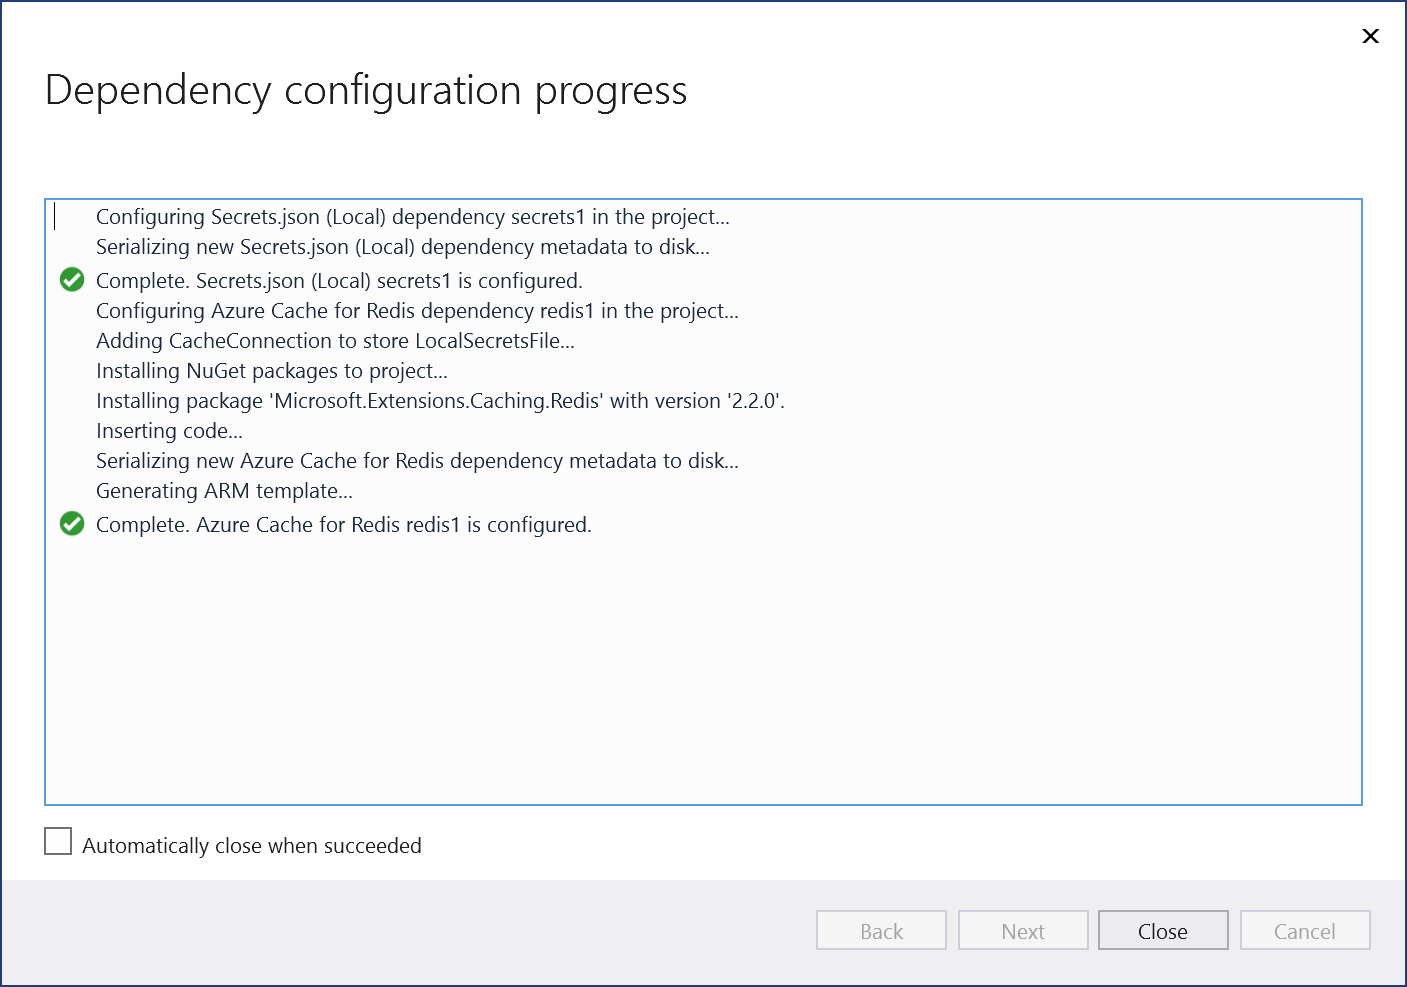 Dependency configuration progress
Configuring Secrets.json (Local) dependency secrets1 in the project...
Serializing new Secrets.json (Local) dependency metadata to disk...
Complete. Secrets.json (Local) secrets1 is configured.
Configuring Azure Cache for Redis dependency redis1 in the project...
Adding CacheConnection to store LocalSecretsFile...
Installing NuGet packages to project...
Installing package 'Microsoft.Extensions.Caching.Redis' with version '2.2.0'.
Inserting code...
Serializing new Azure Cache for Redis dependency metadata to disk...
Generating ARM template...
Complete. Azure Cache for Redis redis1 is configured.
Automatically close when succeeded
Back Next Close Cancel